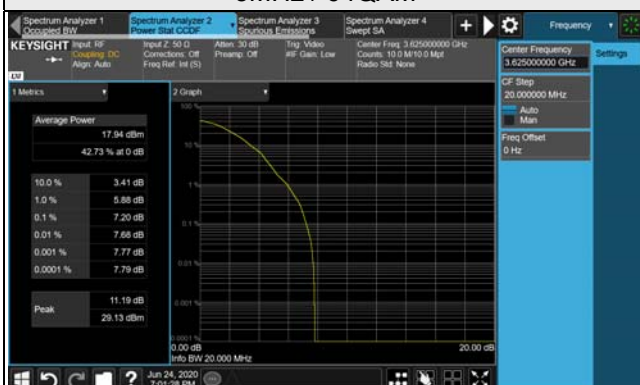 Spectrum Analyzer 1
Occupied BW
Spectrum Analyzer 2
Power Stat CCDF
Spectrum Analyzer 3
Spurious Emissions
Spectrum Analyzer 4
Swept SA
Frequency
KEYSIGHT
Input: RF
Coupling: DC
Align: Auto
Input Z: 50 Ω
Corrections: Off
Freq Ref: Int (S)
Atten: 30 dB
Preamp: Off
Trig: Video
#IF Gain: Low
Center Freq: 3.625000000 GHz
Counts: 10.0 M/10.0 Mpt
Radio Std: None
1 Metrics
2 Graph
Average Power
17.94 dBm
42.73 % at 0 dB
10.0 % 3.41 dB
1.0 % 5.88 dB
0.1 % 7.20 dB
0.01 % 7.68 dB
0.001 % 7.77 dB
0.0001 % 7.79 dB
Peak
11.19 dB
29.13 dBm
100 %
10 %
1 %
0.1 %
0.01 %
0.001 %
0.0001 %
0.00 dB
20.00 dB
Info BW 20.000 MHz
Center Frequency
3.625000000 GHz
Settings
CF Step
20.000000 MHz
Auto
Man
Freq Offset
0 Hz
Jun 24, 2020
7:01:28 PM